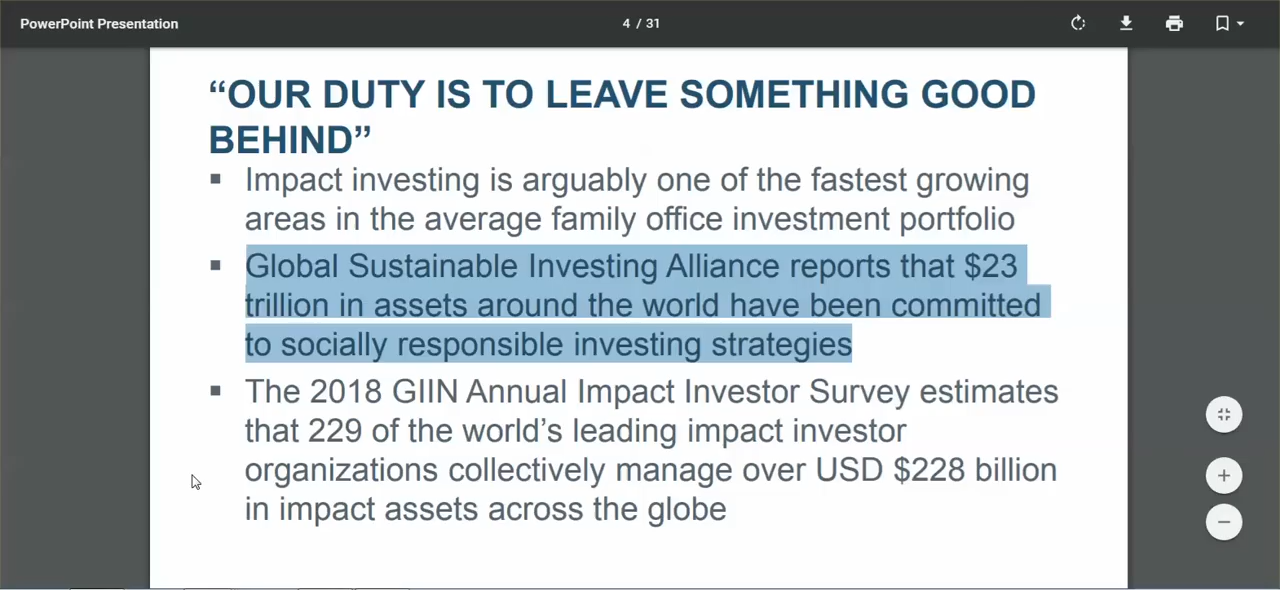 PowerPoint Presentation
4 / 31
“OUR DUTY IS TO LEAVE SOMETHING GOOD
BEHIND”
▪ Impact investing is arguably one of the fastest growing
areas in the average family office investment portfolio
▪ Global Sustainable Investing Alliance reports that $23
trillion in assets around the world have been committed
to socially responsible investing strategies
▪ The 2018 GIIN Annual Impact Investor Survey estimates
that 229 of the world’s leading impact investor
organizations collectively manage over USD $228 billion
in impact assets across the globe